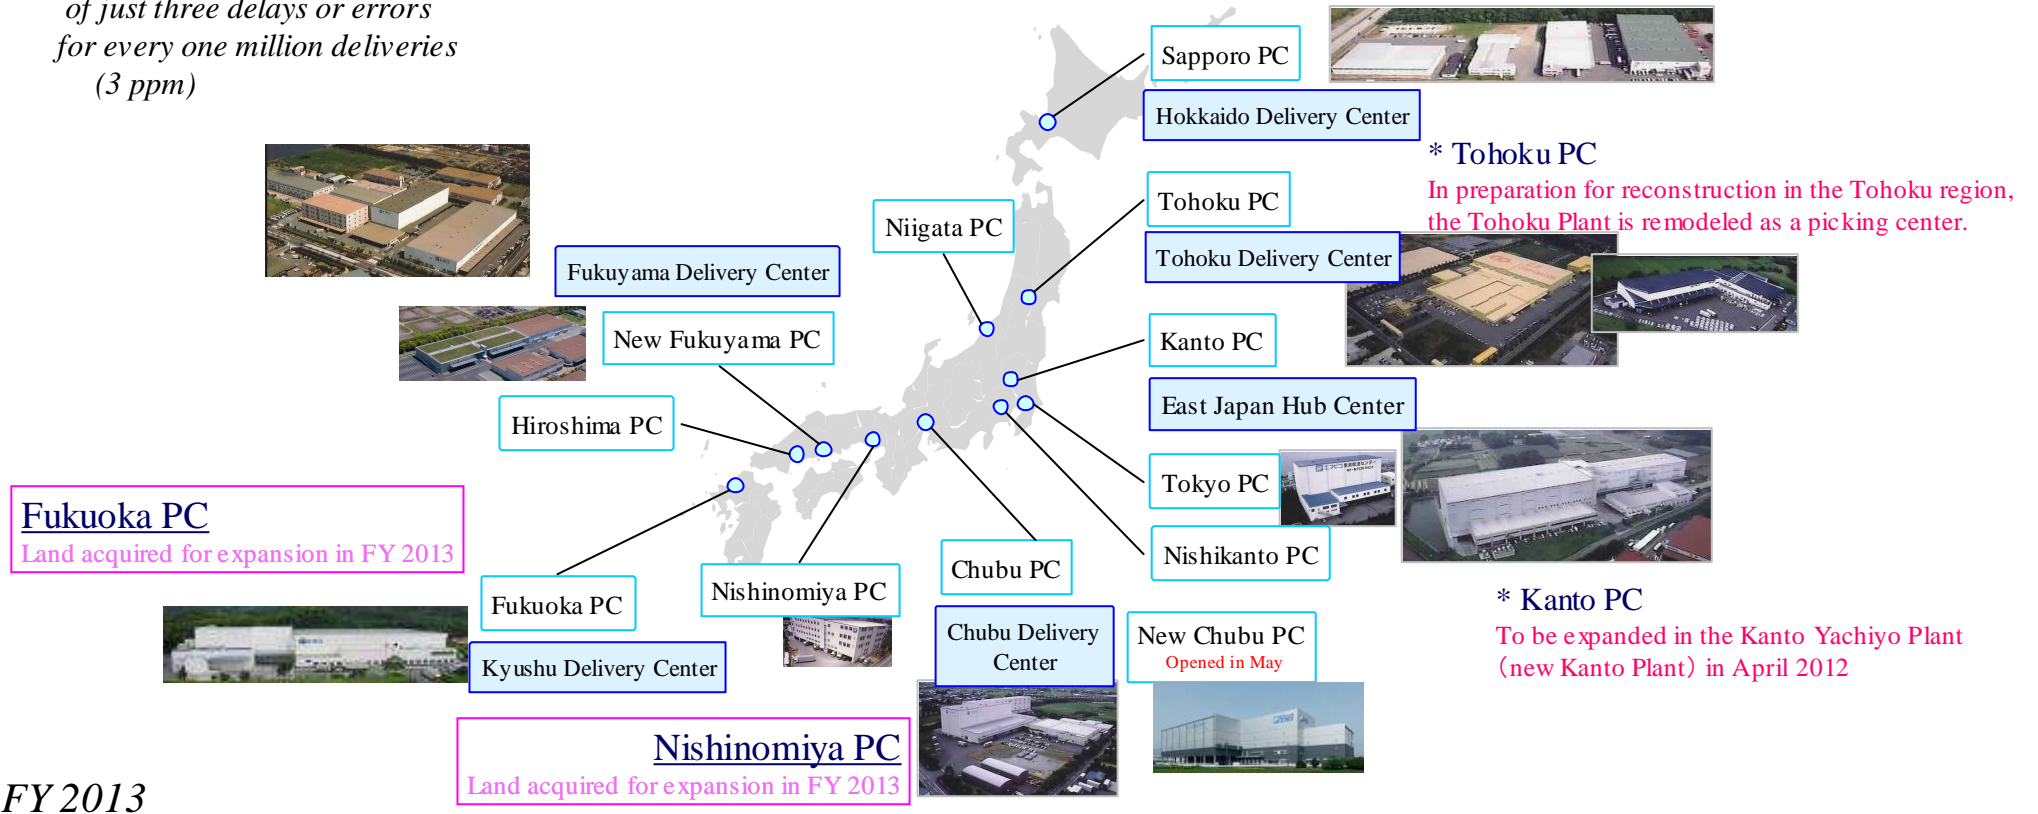 of just three delays or errors
for every one million deliveries
(3 ppm)
Sapporo PC
Hokkaido Delivery Center
* Tohoku PC
In preparation for reconstruction in the Tohoku region,
the Tohoku Plant is remodeled as a picking center.
Tohoku PC
Niigata PC
Tohoku Delivery Center
Fukuyama Delivery Center
New Fukuyama PC
Kanto PC
East Japan Hub Center
Hiroshima PC
Tokyo PC
Fukuoka PC
Land acquired for expansion in FY 2013
Nishikanto PC
Chubu PC
Nishinomiya PC
Fukuoka PC
* Kanto PC
To be expanded in the Kanto Yachiyo Plant
(new Kanto Plant) in April 2012
Chubu Delivery
Center
New Chubu PC
Opened in May
Kyushu Delivery Center
Nishinomiya PC
Land acquired for expansion in FY 2013
FY 2013